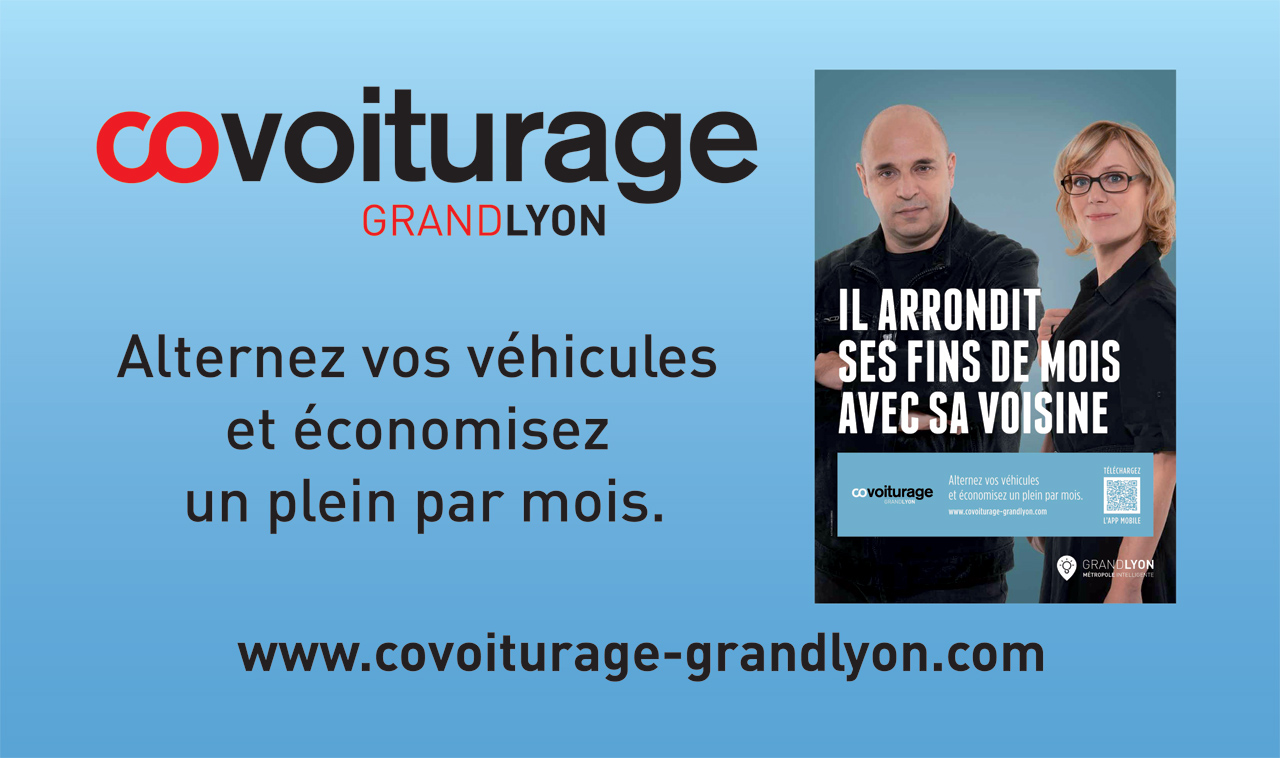 covoiturage
GRANDLYON
Alternez vos véhicules
et économisez
un plein par mois.
IL ARRONDIT
SES FINS DE MOIS
AVEC SA VOISINE
covoiturage
GRANDLYON
Alternez vos véhicules
et économisez un plein par mois.
www.covoiturage-grandlyon.com
TÉLÉCHARGEZ
L'APP MOBILE
GRANDLYON
MÉTROPOLE INTELLIGENTE
www.covoiturage-grandlyon.com